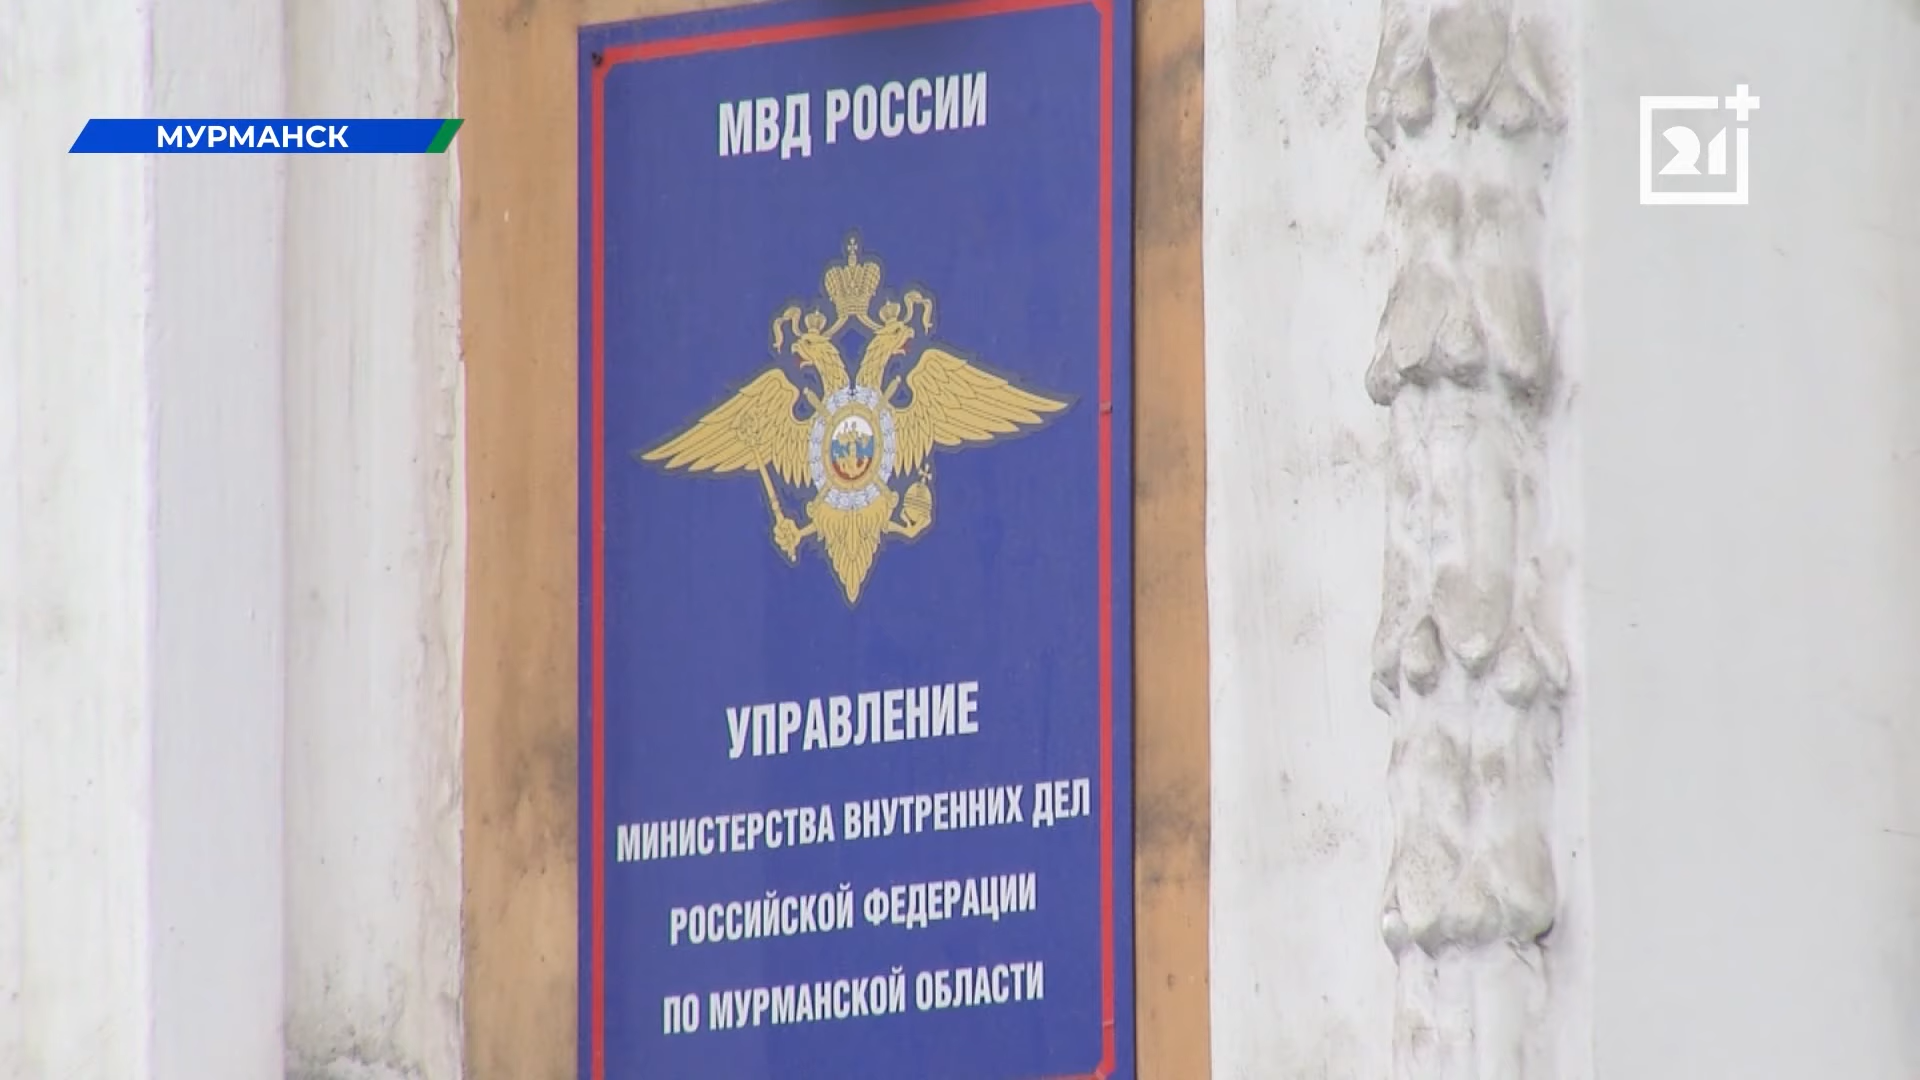 МУРМАНСК
21+
МВД РОССИИ
УПРАВЛЕНИЕ
МИНИСТЕРСТВА ВНУТРЕННИХ ДЕЛ
РОССИЙСКОЙ ФЕДЕРАЦИИ
ПО МУРМАНСКОЙ ОБЛАСТИ